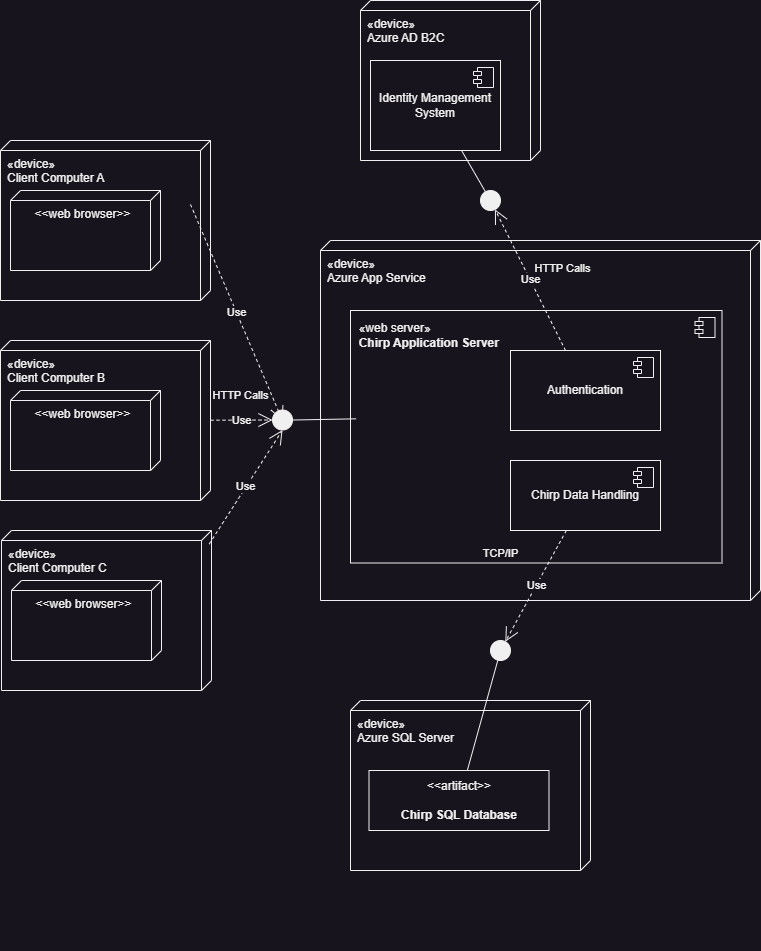 «device»
Azure AD B2C
Identity Management
System
«device»
Client Computer A
<<web browser>>
Use
«device»
Client Computer B
<<web browser>>
HTTP Calls
Use
«device»
Client Computer C
<<web browser>>
Use
HTTP Calls
Use
«device»
Azure App Service
«web server»
Chirp Application Server
Authentication
Chirp Data Handling
TCP/IP
Use
«device»
Azure SQL Server
<<artifact>>
Chirp SQL Database